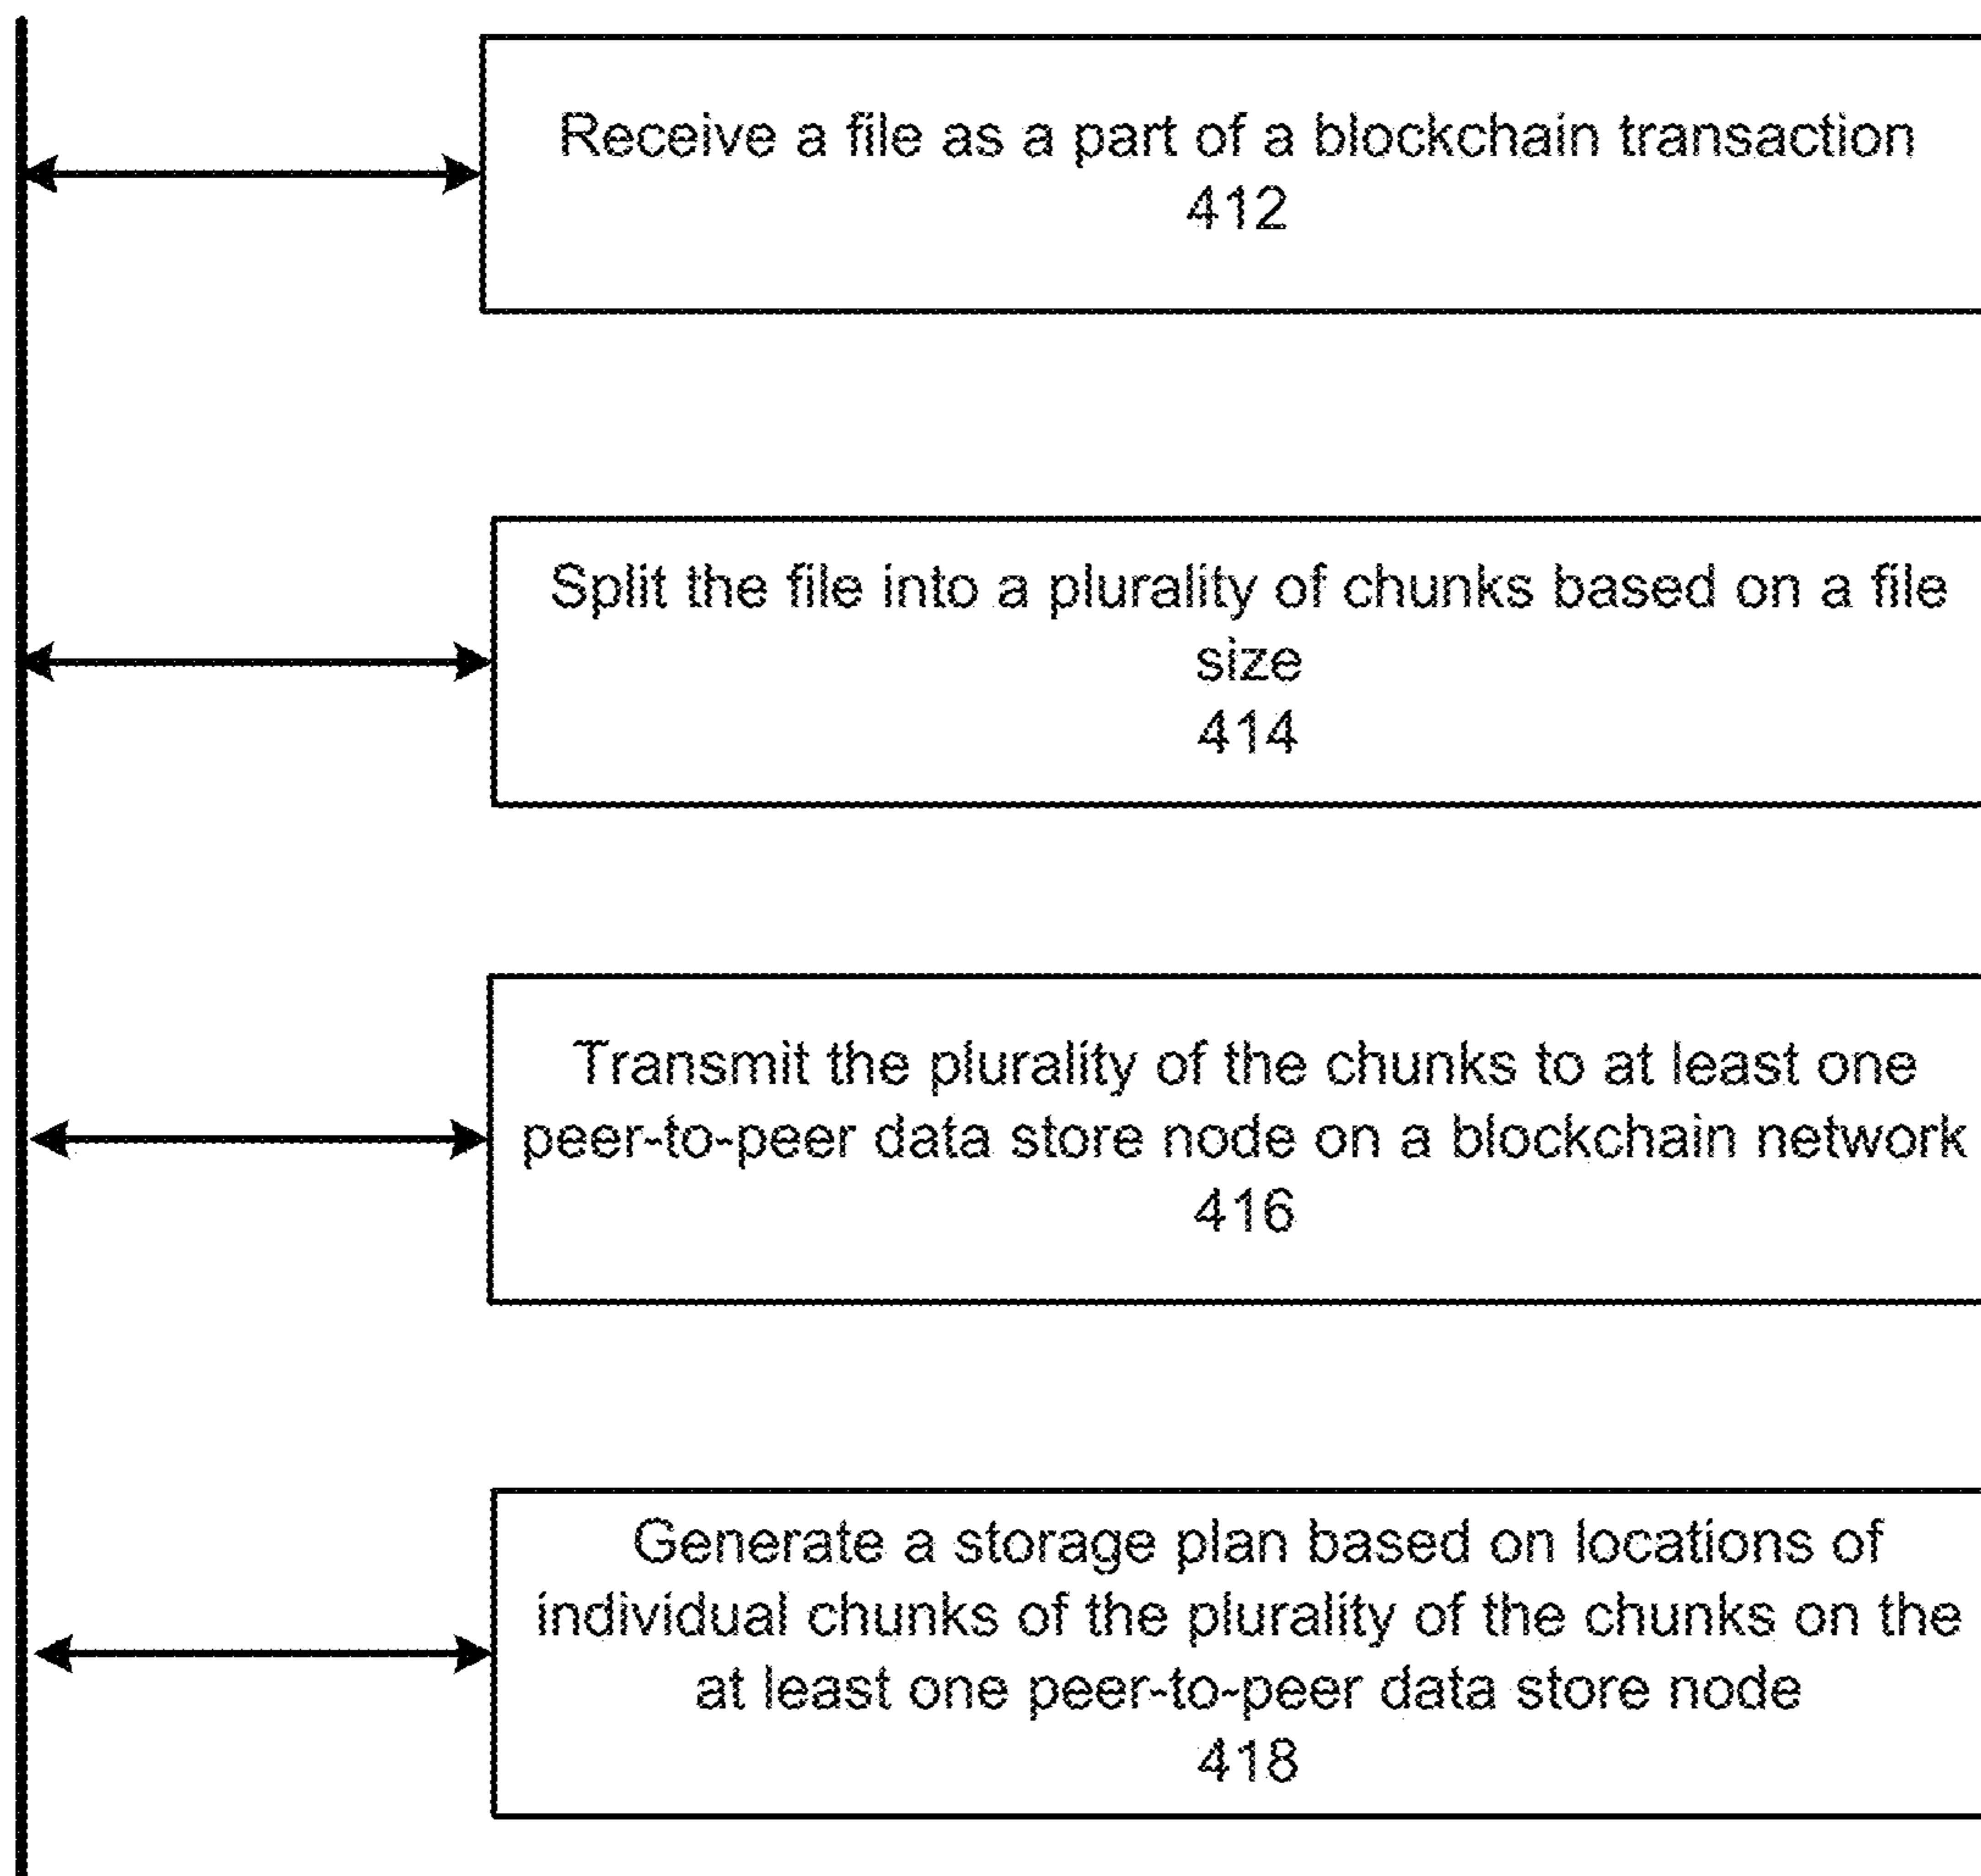 Receive a file as a part of a blockchain transaction
412
Split the file into a plurality of chunks based on a file
size
414
Transmit the plurality of the chunks to at least one
peer-to-peer data store node on a blockchain network
416
Generate a storage plan based on locations of
individual chunks of the plurality of the chunks on the
at least one peer-to-peer data store node
418